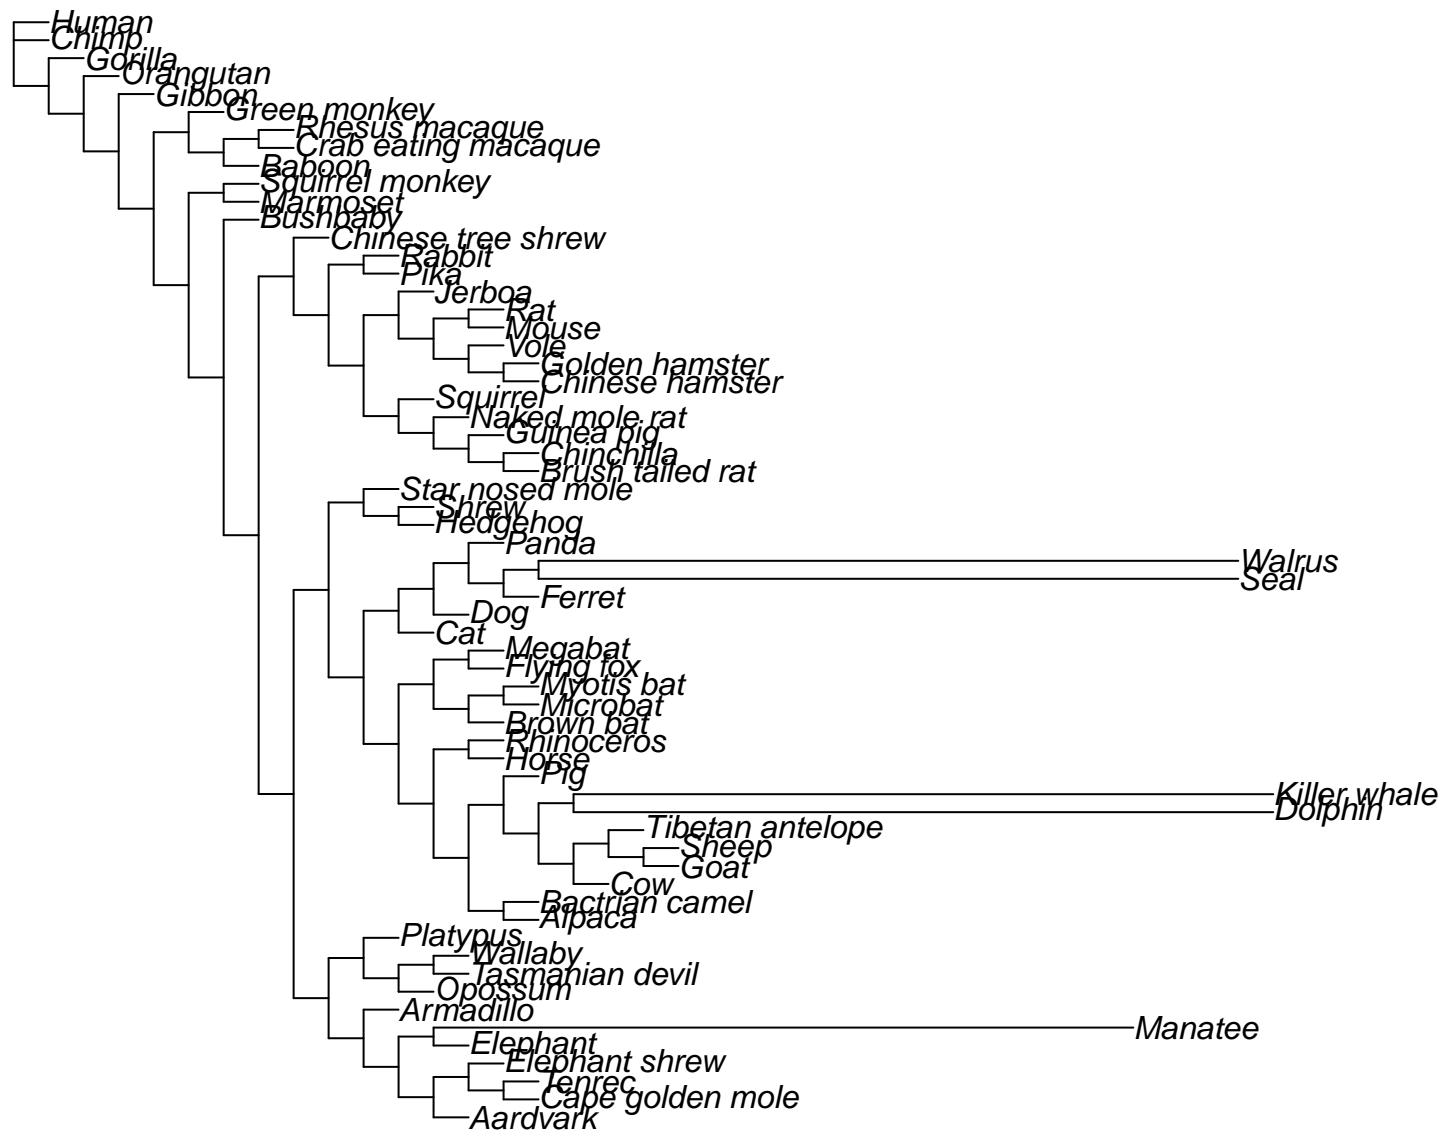 Human
Chimp
Gorilla
Orangutan
Gibbon
Green monkey
Rhesus macaque
Crab eating macaque
Baboon
Squirrel monkey
Marmoset
Bushbaby
Chinese tree shrew
Rabbit
Pika
Jerboa
Rat
Mouse
Vole
Golden hamster
Chinese hamster
Squirrel
Naked mole rat
Guinea pig
Chinchilla
Brush tailed rat
Star nosed mole
Shrew
Hedgehog
Panda
Walrus
Seal
Ferret
Dog
Cat
Megabat
Flying fox
Myotis bat
Microbat
Brown bat
Rhinoceros
Horse
Pig
Killer whale
Dolphin
Tibetan antelope
Sheep
Goat
Cow
Bactrian camel
Alpaca
Platypus
Wallaby
Tasmanian devil
Opossum
Armadillo
Manatee
Elephant
Elephant shrew
Tenrec
Cape golden mole
Aardvark